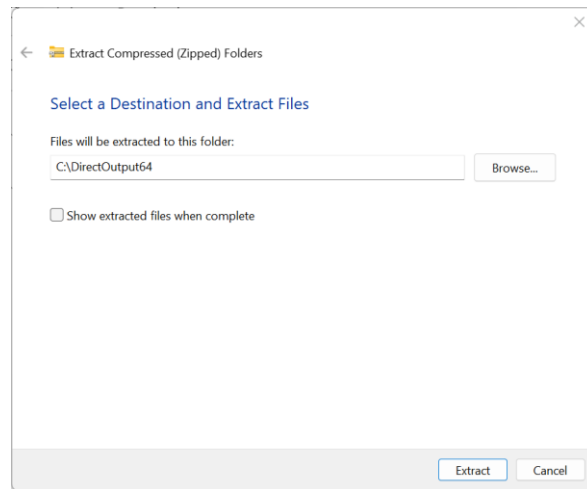 Extract Compressed (Zipped) Folders
Select a Destination and Extract Files
Files will be extracted to this folder:
C:\DirectOutput64
Browse...
Show extracted files when complete
Extract
Cancel